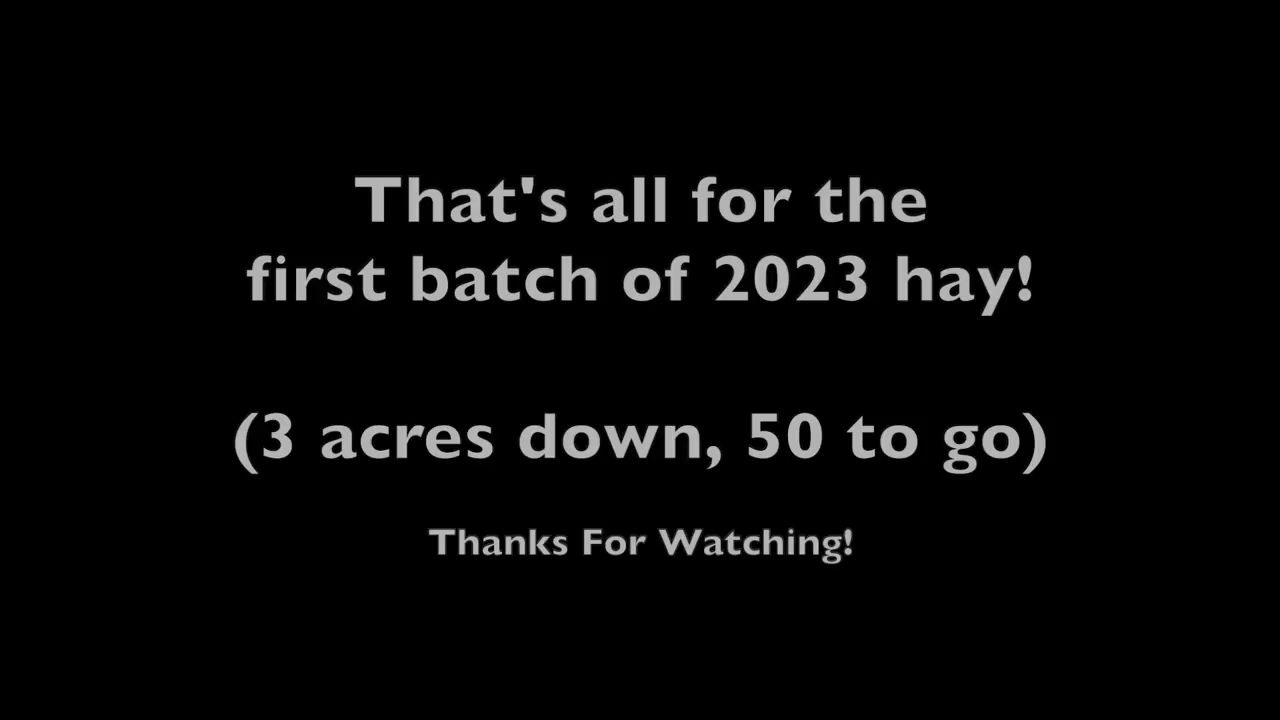 That's all for the
first batch of 2023 hay!
(3 acres down, 50 to go)
Thanks For Watching!